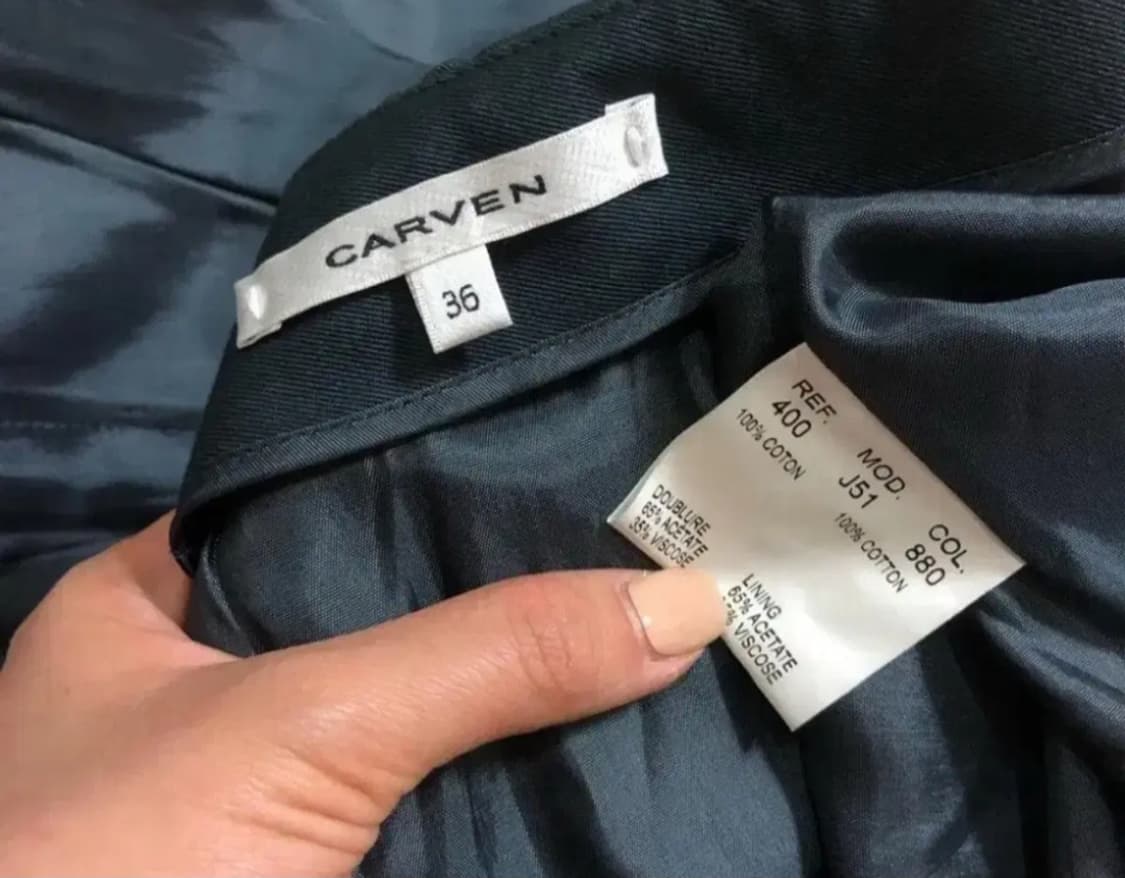 CARVEN
36
REF. MOD. COL.
400 J51 880
100% COTON 100% COTTON
DOUBLURE LINING
65% ACETATE 65% ACETATE
35% VISCOSE % VISCOSE